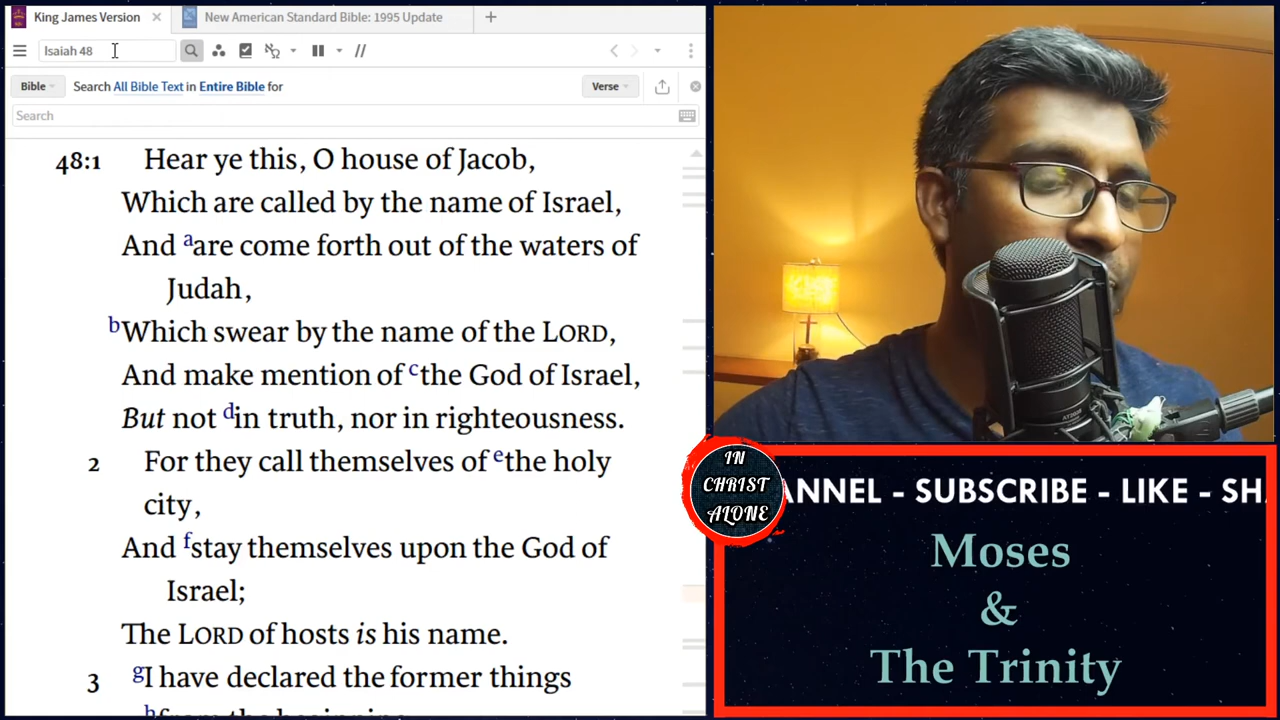 King James Version
New American Standard Bible: 1995 Update
Isaiah 48
Bible
Search All Bible Text in Entire Bible for
Verse
Search
48:1 Hear ye this, O house of Jacob,
Which are called by the name of Israel,
And a are come forth out of the waters of
Judah,
b Which swear by the name of the LORD,
And make mention of c the God of Israel,
But not d in truth, nor in righteousness.
2 For they call themselves of e the holy
city,
And f stay themselves upon the God of
Israel;
The LORD of hosts is his name.
3 g I have declared the former things
IN
CHRIST
ALONE
ANNEL - SUBSCRIBE - LIKE - SH
Moses
&
The Trinity